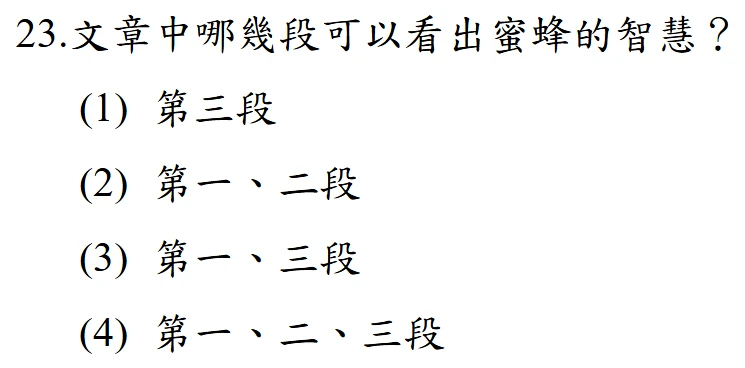 23.文章中哪幾段可以看出蜜蜂的智慧？
(1) 第三段
(2) 第一、二段
(3) 第一、三段
(4) 第一、二、三段